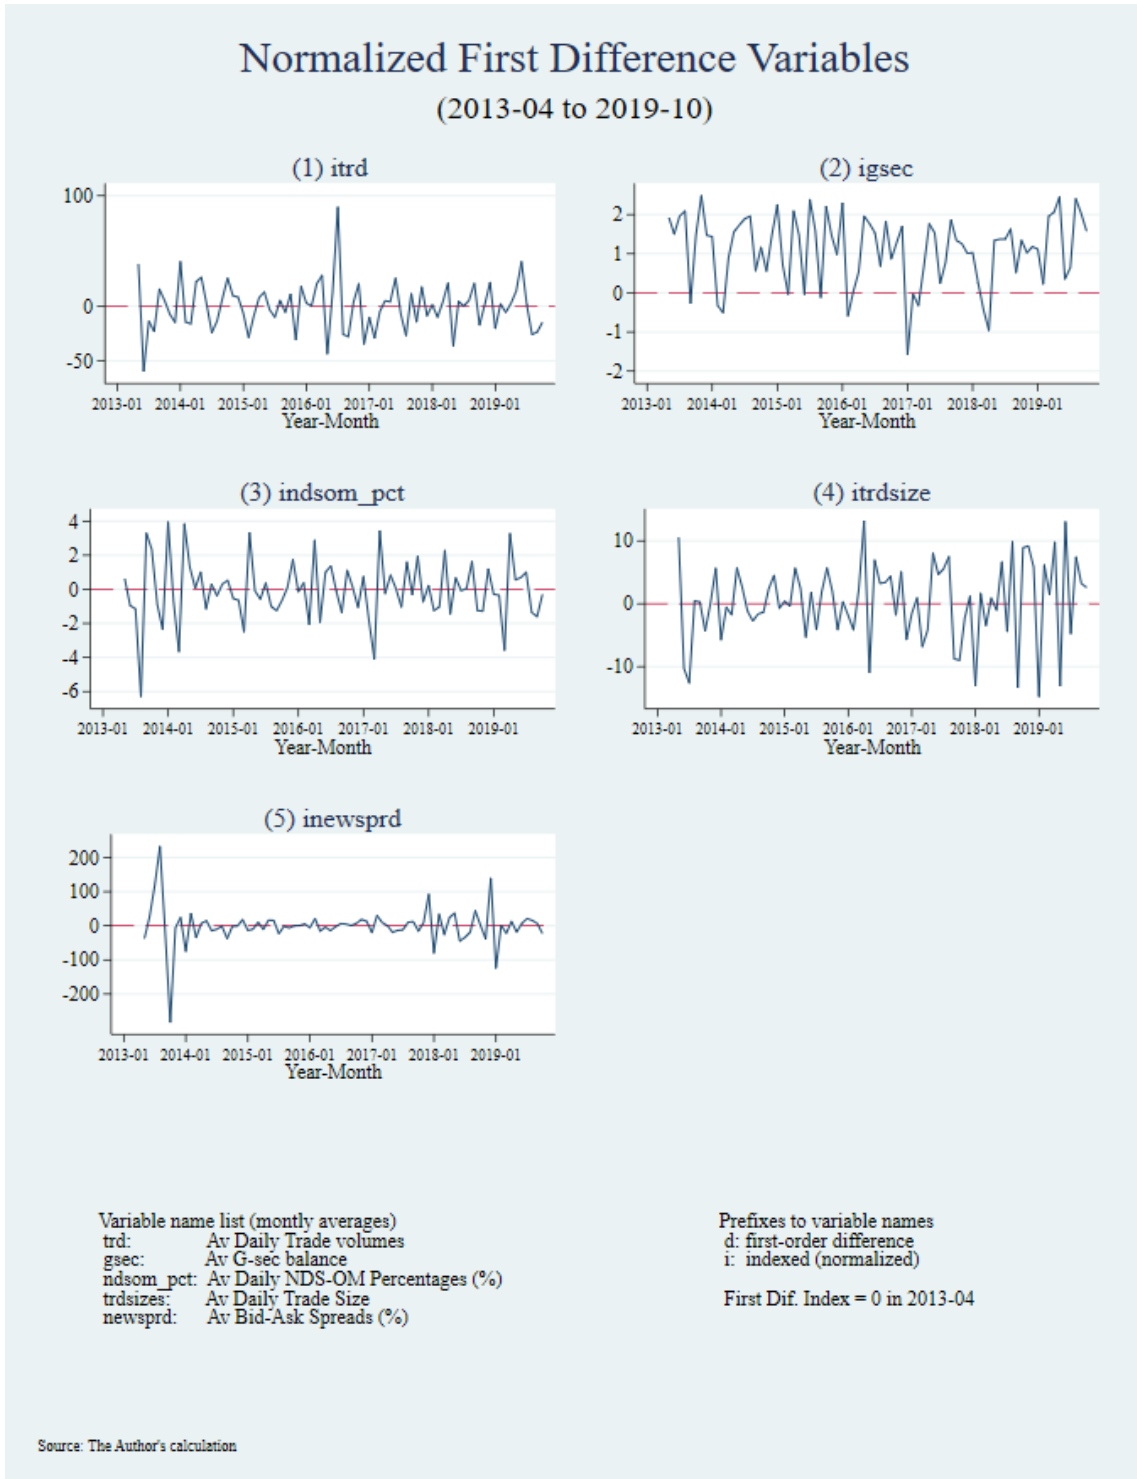 Normalized First Difference Variables
(2013-04 to 2019-10)
(1) itrd
100
0
-50
2013-01 2014-01 2015-01 2016-01 2017-01 2018-01 2019-01
Year-Month
(2) igsec
2
1
0
-1
-2
2013-01 2014-01 2015-01 2016-01 2017-01 2018-01 2019-01
Year-Month
(3) indsom_pct
4
2
0
-2
-4
-6
2013-01 2014-01 2015-01 2016-01 2017-01 2018-01 2019-01
Year-Month
(4) itrdsize
10
0
-10
2013-01 2014-01 2015-01 2016-01 2017-01 2018-01 2019-01
Year-Month
(5) inewsprd
200
100
0
-100
-200
2013-01 2014-01 2015-01 2016-01 2017-01 2018-01 2019-01
Year-Month
Variable name list (montly averages)
trd: Av Daily Trade volumes
gsec: Av G-sec balance
ndsom_pct: Av Daily NDS-OM Percentages (%)
trdsizes: Av Daily Trade Size
newsprd: Av Bid-Ask Spreads (%)
Prefixes to variable names
d: first-order difference
i: indexed (normalized)
First Dif. Index = 0 in 2013-04
Source: The Author's calculation